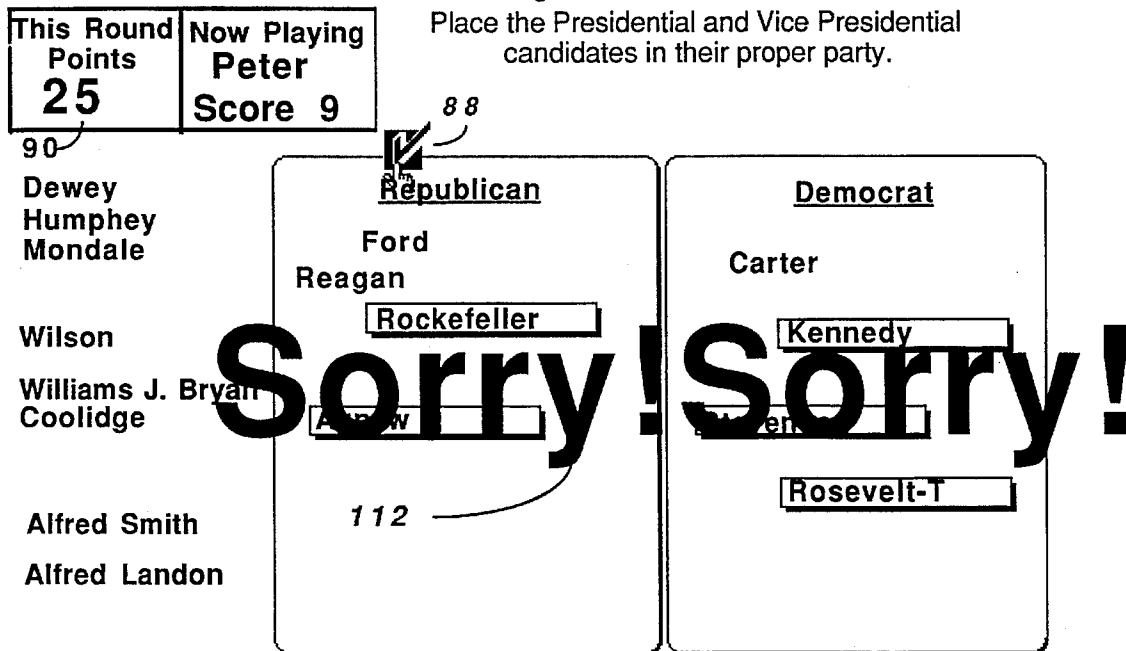 This Round
Points
25
Now Playing
Peter
Score 9
Place the Presidential and Vice Presidential
candidates in their proper party.
88
90
Dewey
Humphey
Mondale
Wilson
Williams J. Bryan
Coolidge
Alfred Smith
Alfred Landon
Republican
Ford
Reagan
Rockefeller
Sorry!
112
Democrat
Carter
Kennedy
Sorry!
Rosevelt-T